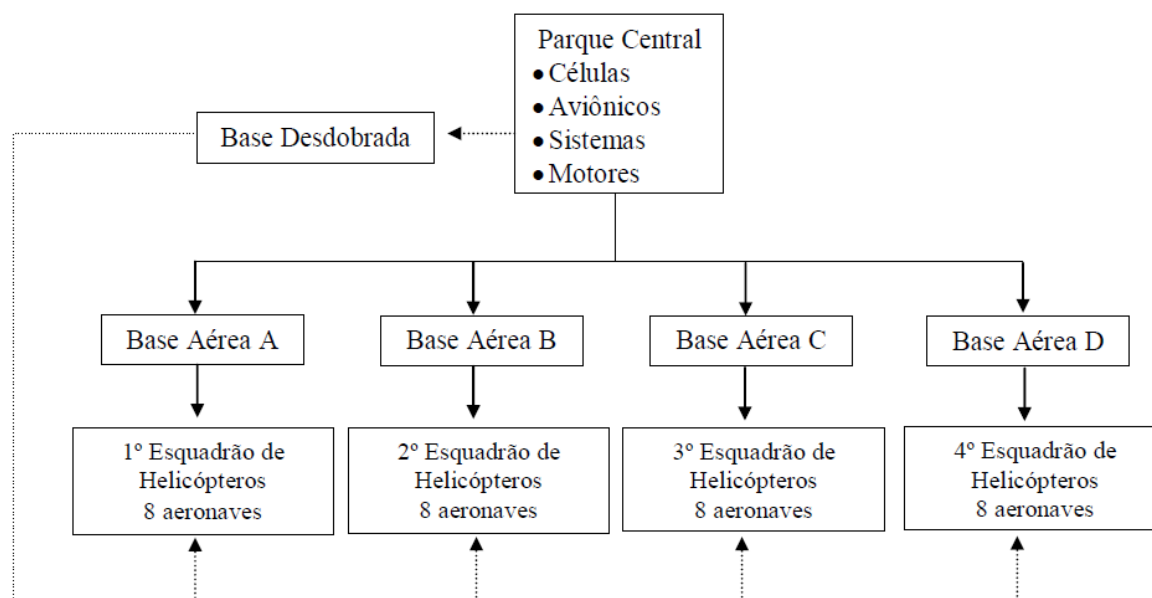 Parque Central
• Células
• Aviônicos
• Sistemas
• Motores
Base Desdobrada
Base Aérea A
Base Aérea B
Base Aérea C
Base Aérea D
1º Esquadrão de
Helicópteros
8 aeronaves
2º Esquadrão de
Helicópteros
8 aeronaves
3º Esquadrão de
Helicópteros
8 aeronaves
4º Esquadrão de
Helicópteros
8 aeronaves